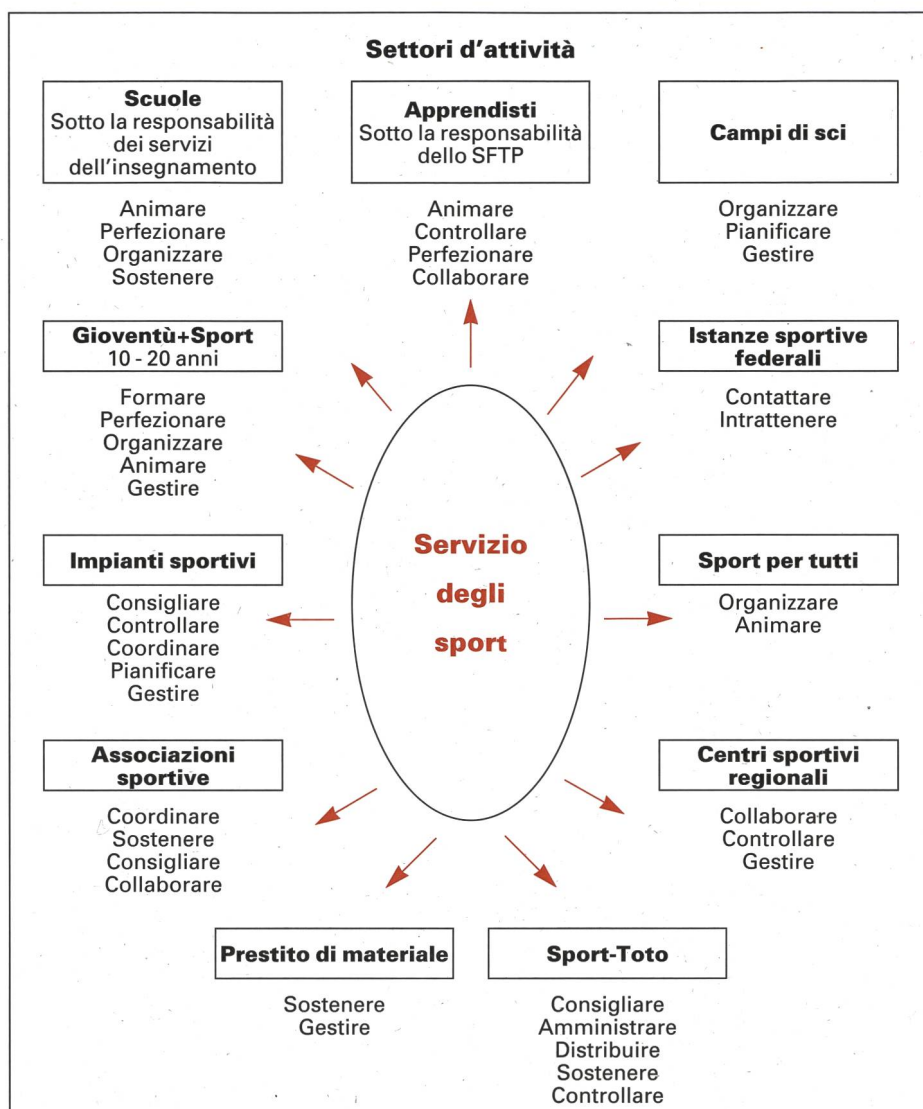 Settori d'attività
Scuole
Sotto la responsabilità
dei servizi
dell'insegnamento
Animare
Perfezionare
Organizzare
Sostenere
Apprendisti
Sotto la responsabilità
dello SFTP
Animare
Controllare
Perfezionare
Collaborare
Campi di sci
Organizzare
Pianificare
Gestire
Gioventù+Sport
10 - 20 anni
Formare
Perfezionare
Organizzare
Animare
Gestire
Istanze sportive
federali
Contattare
Intrattenere
Servizio
degli
sport
Impianti sportivi
Consigliare
Controllare
Coordinare
Pianificare
Gestire
Sport per tutti
Organizzare
Animare
Associazioni
sportive
Coordinare
Sostenere
Consigliare
Collaborare
Centri sportivi
regionali
Collaborare
Controllare
Gestire
Prestito di materiale
Sostenere
Gestire
Sport-Toto
Consigliare
Amministrare
Distribuire
Sostenere
Controllare